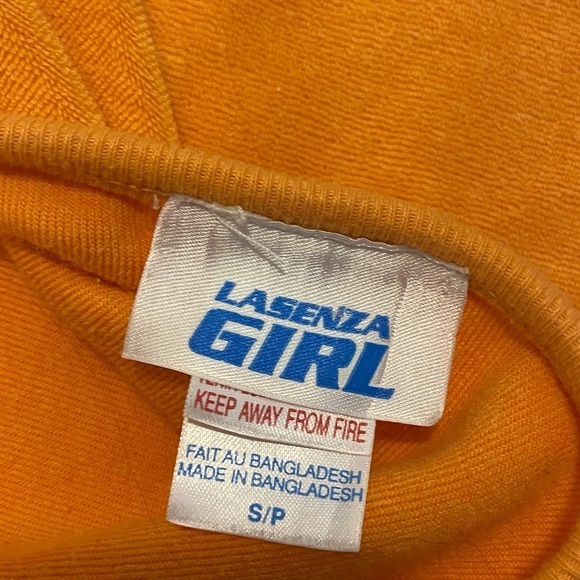 LASENZA
GIRL
KEEP AWAY FROM FIRE
FAIT AU BANGLADESH
MADE IN BANGLADESH
S/P